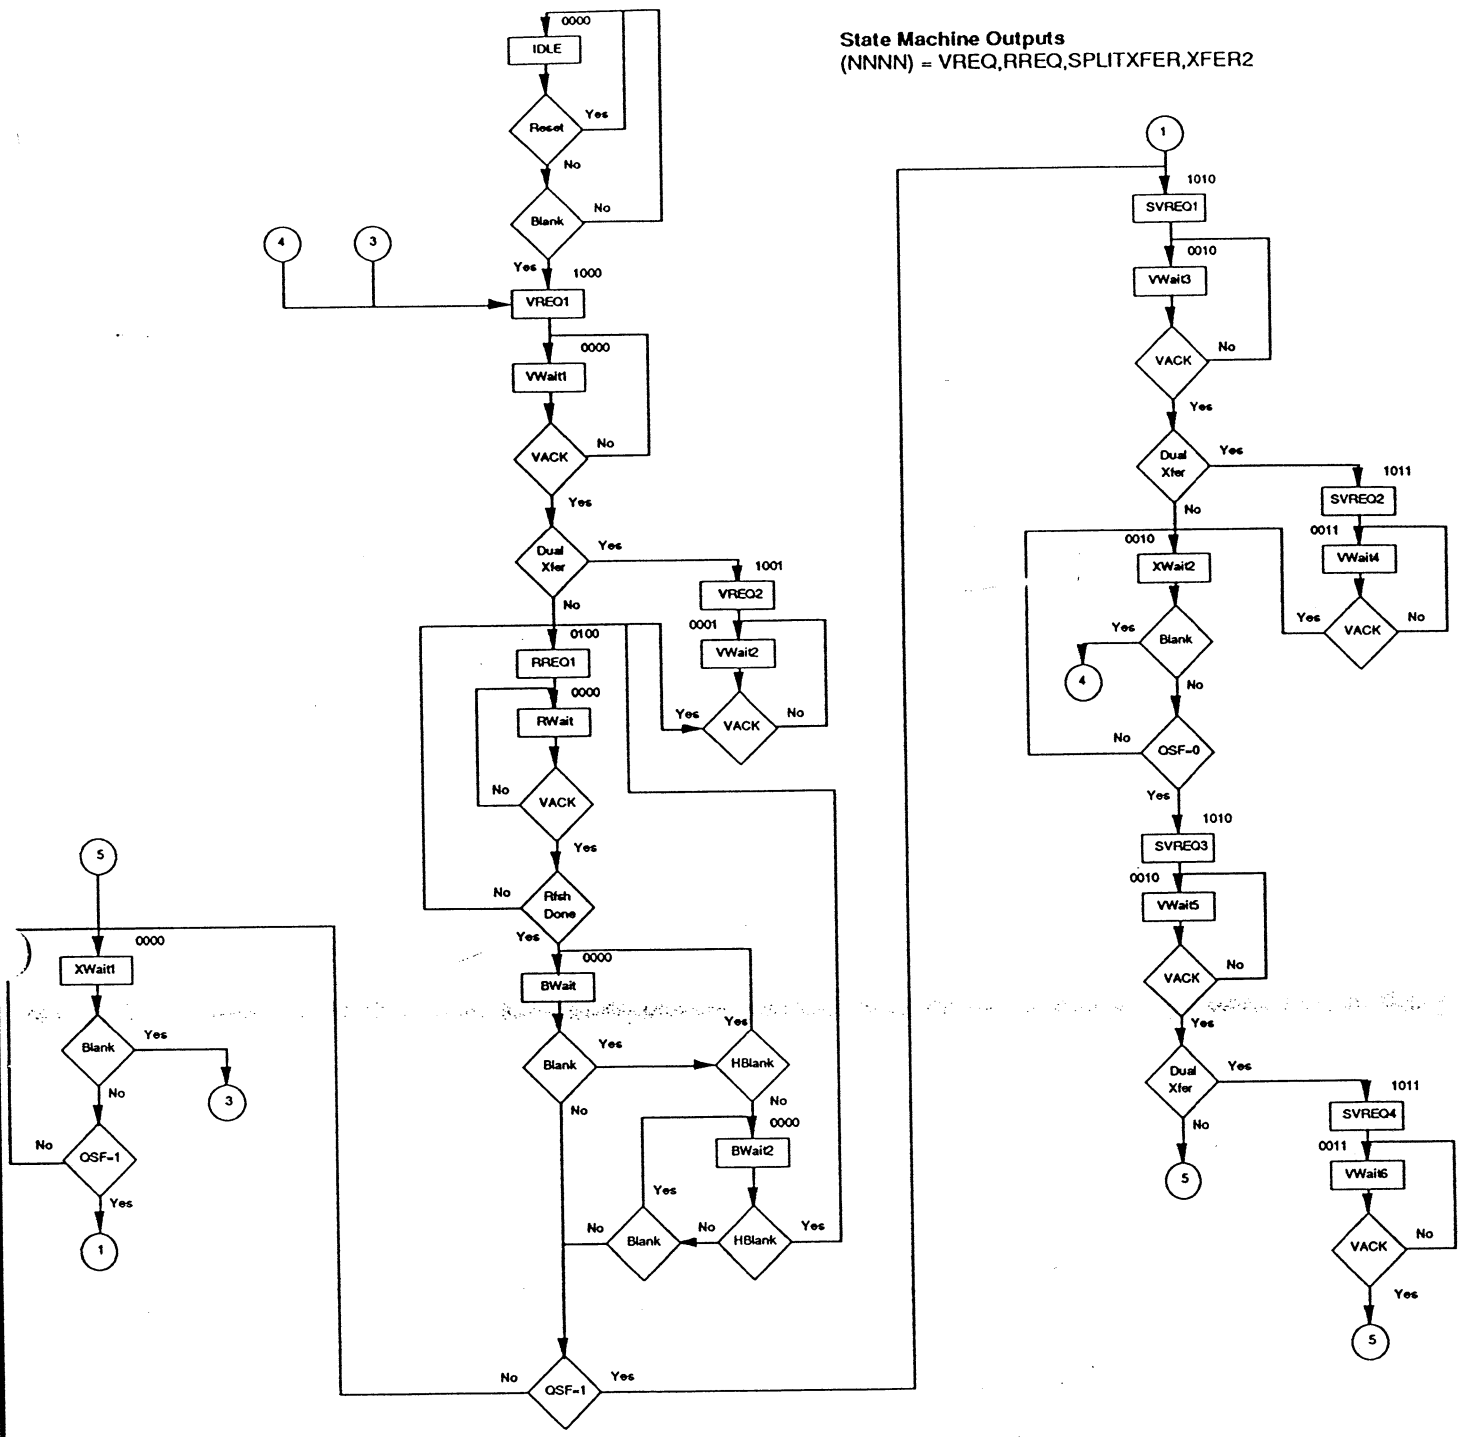 State Machine Outputs
(NNNN) = VREQ,RREQ,SPLITXFER,XFER2
0000
IDLE
Reset
Yes
No
Blank
No
Yes
4
3
1000
VREQ1
0000
VWait1
VACK
No
Yes
Dual
Xfer
Yes
No
1001
VREQ2
0001
VWait2
VACK
Yes
No
0100
RREQ1
0000
RWait
VACK
No
Yes
Rfsh
Done
No
Yes
0000
BWait
Blank
Yes
No
HBlank
Yes
No
0000
BWait2
HBlank
Yes
No
Blank
Yes
No
QSF=1
No
Yes
5
0000
XWait1
Blank
Yes
3
No
QSF=1
No
Yes
1
1
1010
SVREQ1
0010
VWait3
VACK
No
Yes
Dual
Xfer
Yes
No
1011
SVREQ2
0011
VWait4
VACK
Yes
No
0010
XWait2
Blank
Yes
4
No
QSF=0
No
Yes
1010
SVREQ3
0010
VWait5
VACK
No
Yes
Dual
Xfer
Yes
No
5
1011
SVREQ4
0011
VWait6
VACK
No
Yes
5